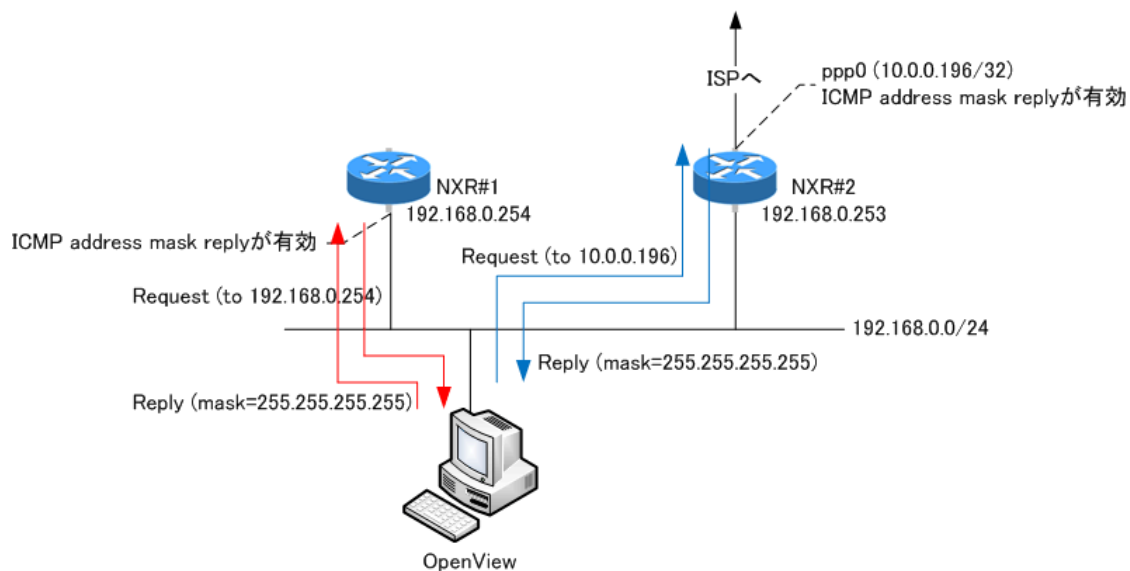 ISPへ
ppp0 (10.0.0.196/32)
ICMP address mask replyが有効
NXR#1
192.168.0.254
NXR#2
192.168.0.253
ICMP address mask replyが有効
Request (to 10.0.0.196)
Request (to 192.168.0.254)
192.168.0.0/24
Reply (mask=255.255.255.255)
Reply (mask=255.255.255.255)
OpenView